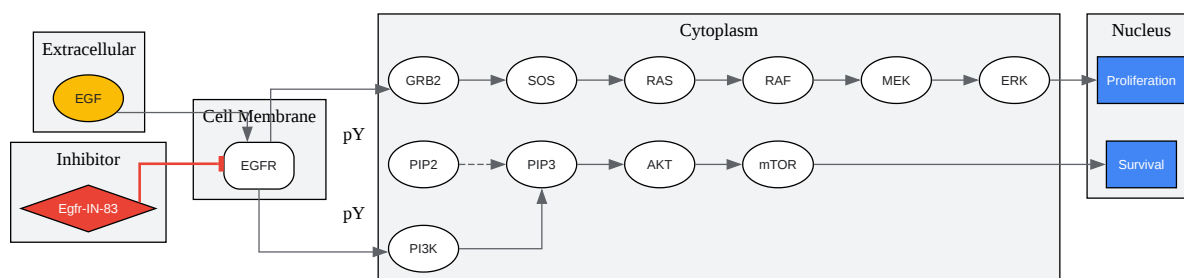 Extracellular
EGF
Inhibitor
Egfr-IN-83
Cell Membrane
EGFR
pY
pY
Cytoplasm
GRB2
SOS
RAS
RAF
MEK
ERK
PIP2
PIP3
AKT
mTOR
PI3K
Nucleus
Proliferation
Survival